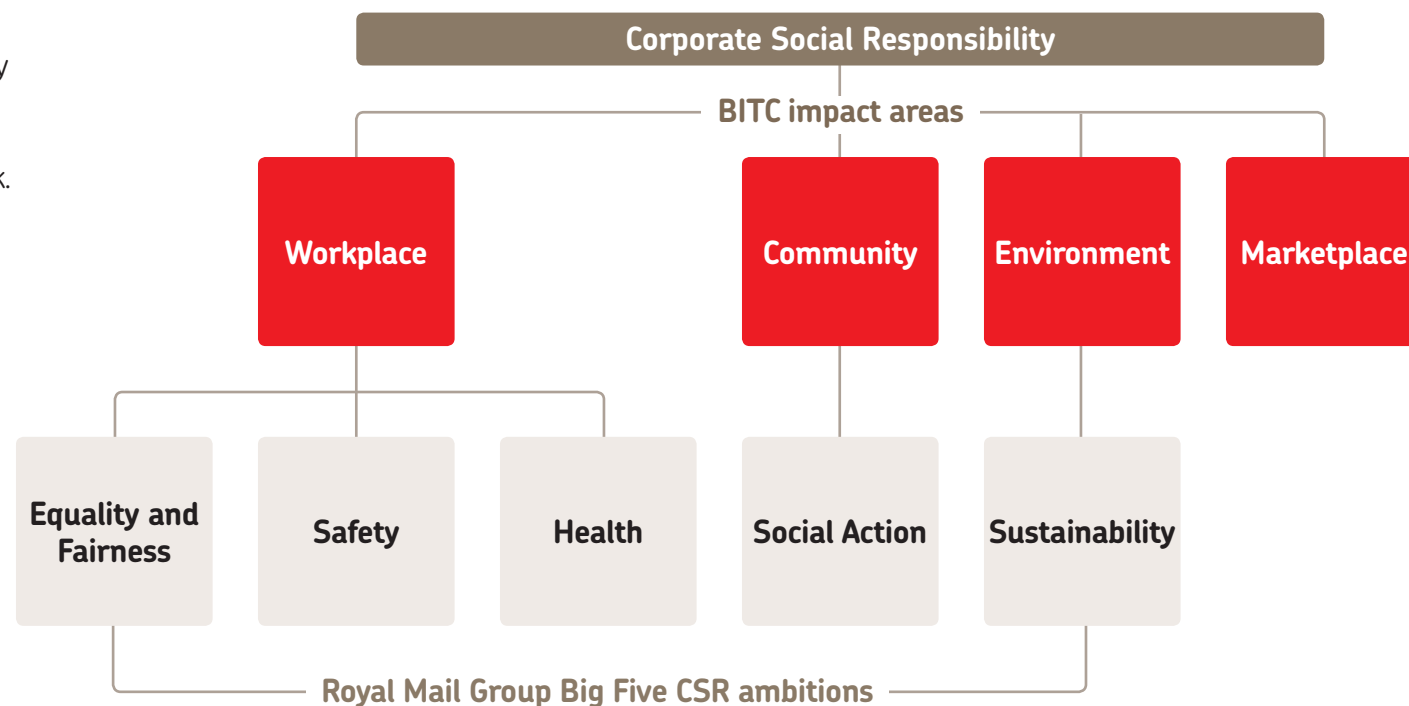 Corporate Social Responsibility
y
BITC impact areas
k.
Workplace
Community
Environment
Marketplace
Equality and
Fairness
Safety
Health
Social Action
Sustainability
Royal Mail Group Big Five CSR ambitions